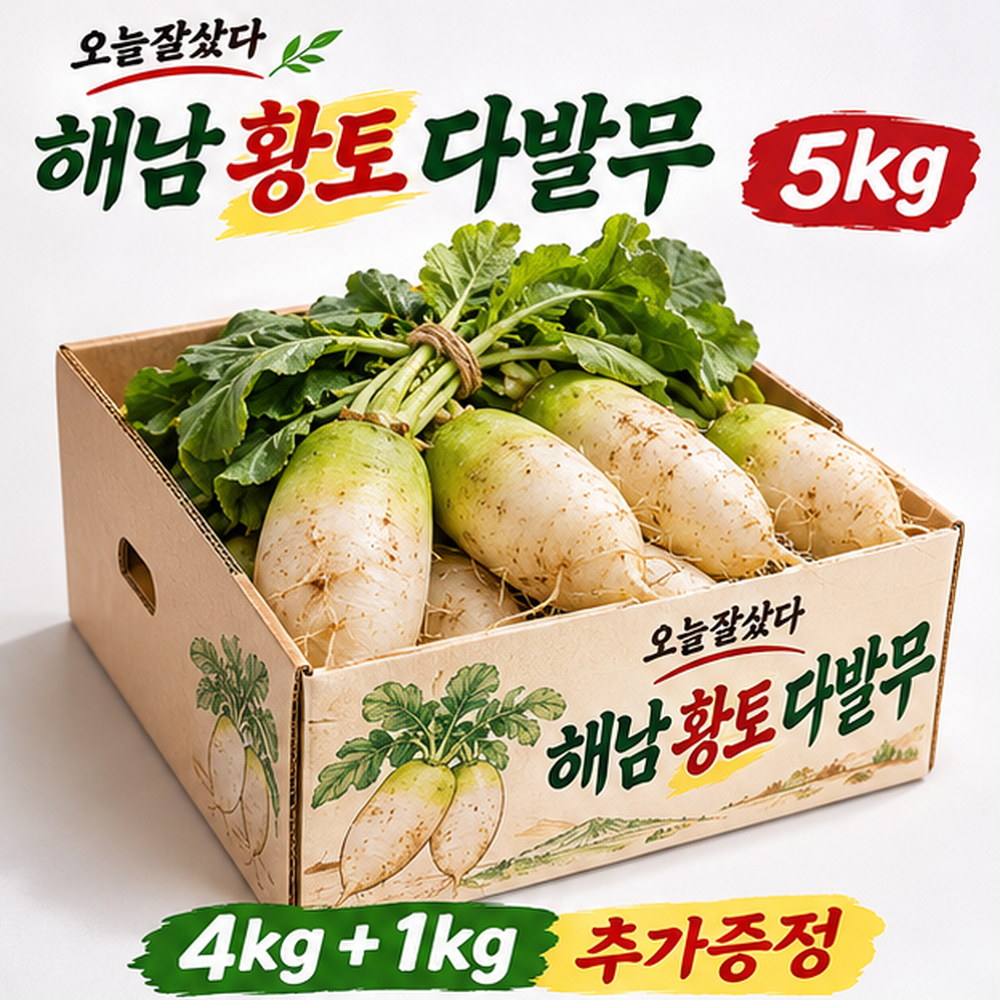 오늘잘샀다
해남 황토 다발무 5kg
오늘잘샀다
해남 황토 다발무
4kg + 1kg 추가증정